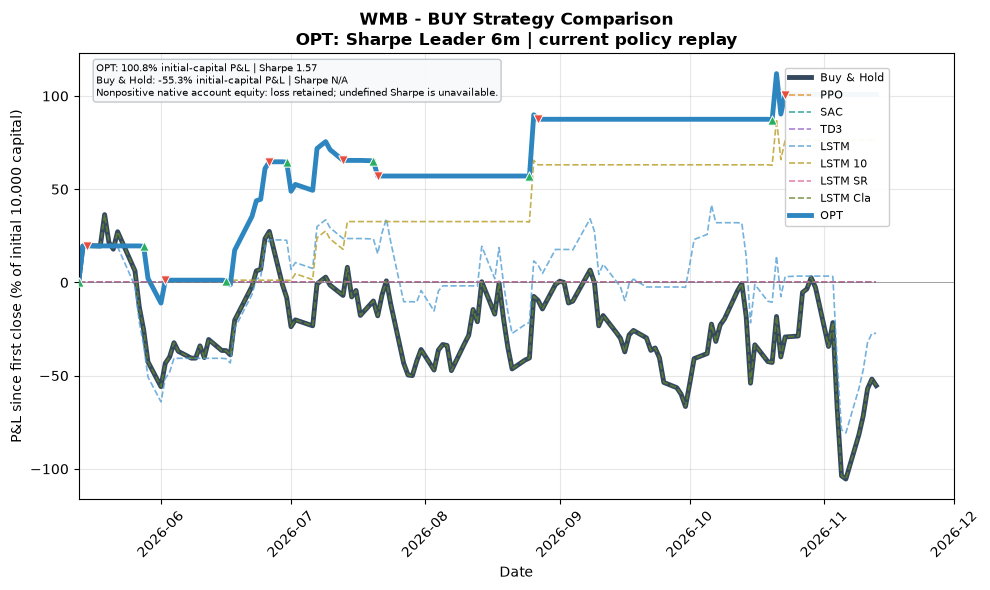 WMB - BUY Strategy Comparison
OPT: Sharpe Leader 6m | current policy replay
OPT: 100.8% initial-capital P&L | Sharpe 1.57
Buy & Hold: -55.3% initial-capital P&L | Sharpe N/A
Nonpositive native account equity: loss retained; undefined Sharpe is unavailable.
Buy & Hold
PPO
SAC
TD3
LSTM
LSTM 10
LSTM SR
LSTM Cla
OPT
P&L since first close (% of initial 10,000 capital)
100
50
0
−50
−100
2026-06
2026-07
2026-08
2026-09
2026-10
2026-11
2026-12
Date